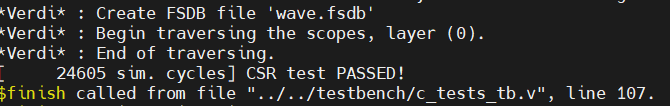 *Verdi* : Create FSDB file 'wave.fsdb'
*Verdi* : Begin traversing the scopes, layer (0).
*Verdi* : End of traversing.
[     24605 sim. cycles] CSR test PASSED!
$finish called from file "../../testbench/c_tests_tb.v", line 107.